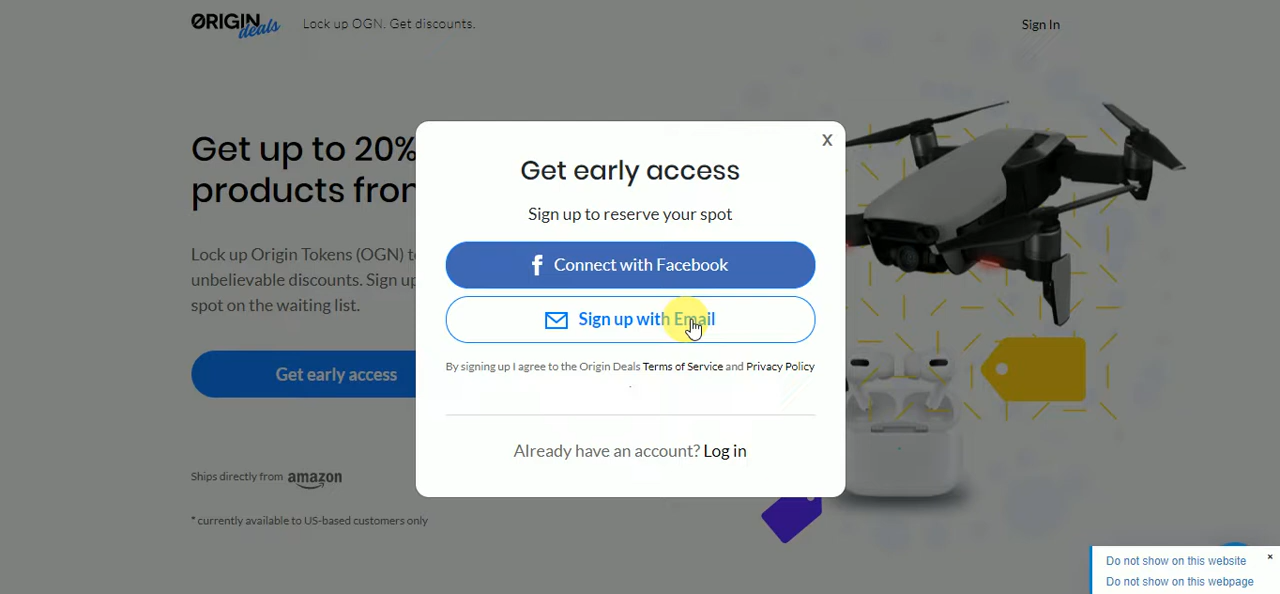 ORIGIN deals
Lock up OGN. Get discounts.
Sign In
Get up to 20%
products from
Lock up Origin Tokens (OGN) to
unbelievable discounts. Sign up
spot on the waiting list.
Get early access
Ships directly from amazon
* currently available to US-based customers only
X
Get early access
Sign up to reserve your spot
f Connect with Facebook
Sign up with Email
By signing up I agree to the Origin Deals Terms of Service and Privacy Policy
.
Already have an account? Log in
Do not show on this website
×
Do not show on this webpage